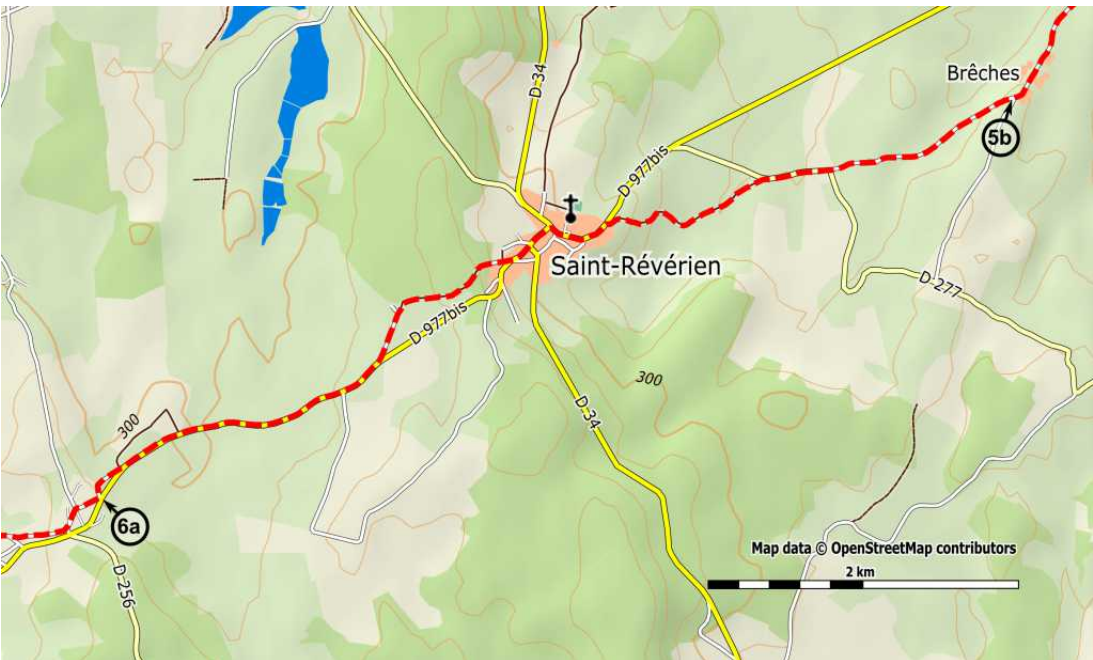 Brêches
D-34
5b
D-977bis
Saint-Révérien
D-277
D-977bis
300
300
D-34
6a
Map data © OpenStreetMap contributors
D-256
2 km